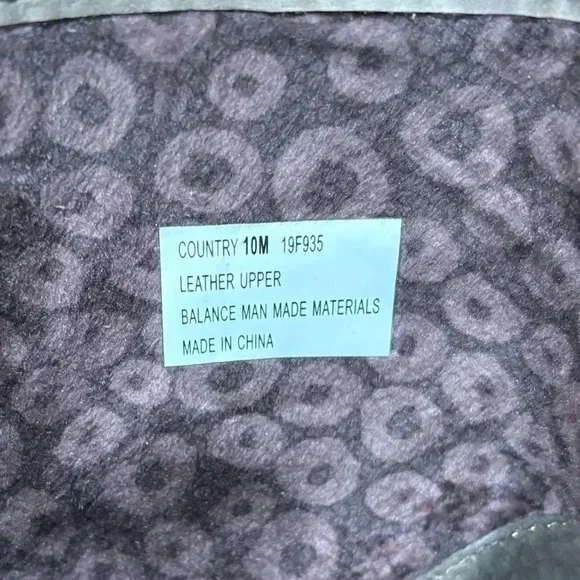 COUNTRY 10M 19F935
LEATHER UPPER
BALANCE MAN MADE MATERIALS
MADE IN CHINA